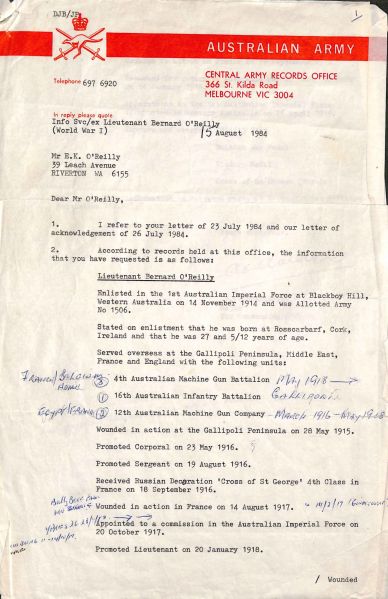 DJB/JP
1
AUSTRALIAN ARMY
CENTRAL ARMY RECORDS OFFICE
366 St. Kilda Road
MELBOURNE VIC 3004
Telephone 697 6920
In reply please quote
Info Svc/ex Lieutenant Bernard O'Reilly
(World War I)
15 August 1984
Mr E.K. O'Reilly
39 Leach Avenue
RIVERTON WA 6155
Dear Mr O'Reilly,
1. I refer to your letter of 23 July 1984 and our letter of
acknowledgement of 26 July 1984.
2. According to records held at this office, the information
that you have requested is as follows:
Lieutenant Bernard O'Reilly
Enlisted in the 1st Australian Imperial Force at Blackboy Hill,
Western Australia on 14 November 1914 and was allotted Army
No 1506.
Stated on enlistment that he was born at Rosscarbarf, Cork,
Ireland and that he was 27 and 5/12 years of age.
Served overseas at the Gallipoli Peninsula, Middle East,
France and England with the following units:
France/
③ 4th Australian Machine Gun Battalion May 1918 →
① 16th Australian Infantry Battalion Gallipoli
Egypt/France ② 12th Australian Machine Gun Company - March 1916 - May 1918
Wounded in action at the Gallipoli Peninsula on 28 May 1915.
Promoted Corporal on 23 May 1916.
Promoted Sergeant on 19 August 1916.
Received Russian Decoration 'Cross of St George' 4th Class in
France on 18 September 1916.
Wounded in action in France on 14 August 1917.
Appointed to a commission in the Australian Imperial Force on
20 October 1917.
Promoted Lieutenant on 20 January 1918.
/ Wounded